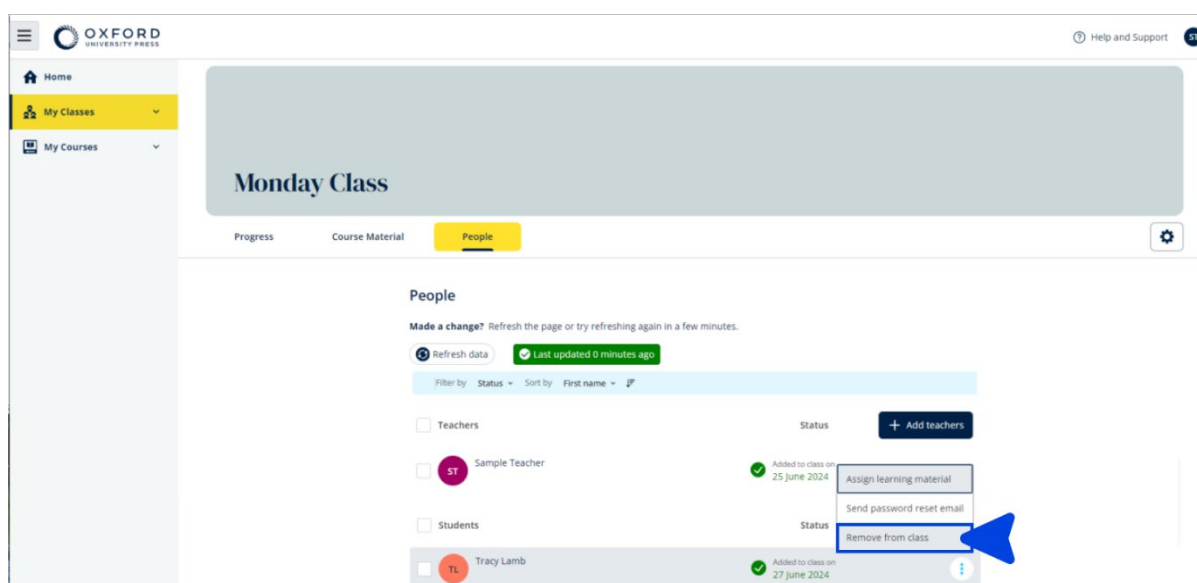 OXFORD
UNIVERSITY PRESS
Help and Support
ST
Home
My Classes
My Courses
Monday Class
Progress
Course Material
People
People
Made a change? Refresh the page or try refreshing again in a few minutes.
Refresh data
Last updated 0 minutes ago
Filter by Status Sort by First name
Teachers
Status
+ Add teachers
ST
Sample Teacher
Added to class on
25 June 2024
Assign learning material
Send password reset email
Students
Status
Remove from class
TL
Tracy Lamb
Added to class on
27 June 2024